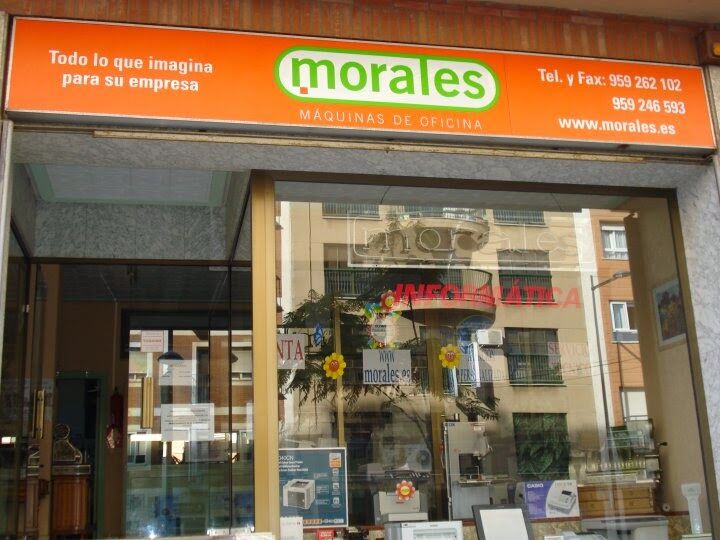 Todo lo que imagina
para su empresa
morales
MÁQUINAS DE OFICINA
Tel. y Fax: 959 262 102
959 246 593
www.morales.es
morales
INFORMÁTICA
WWW
morales.es
CASIO